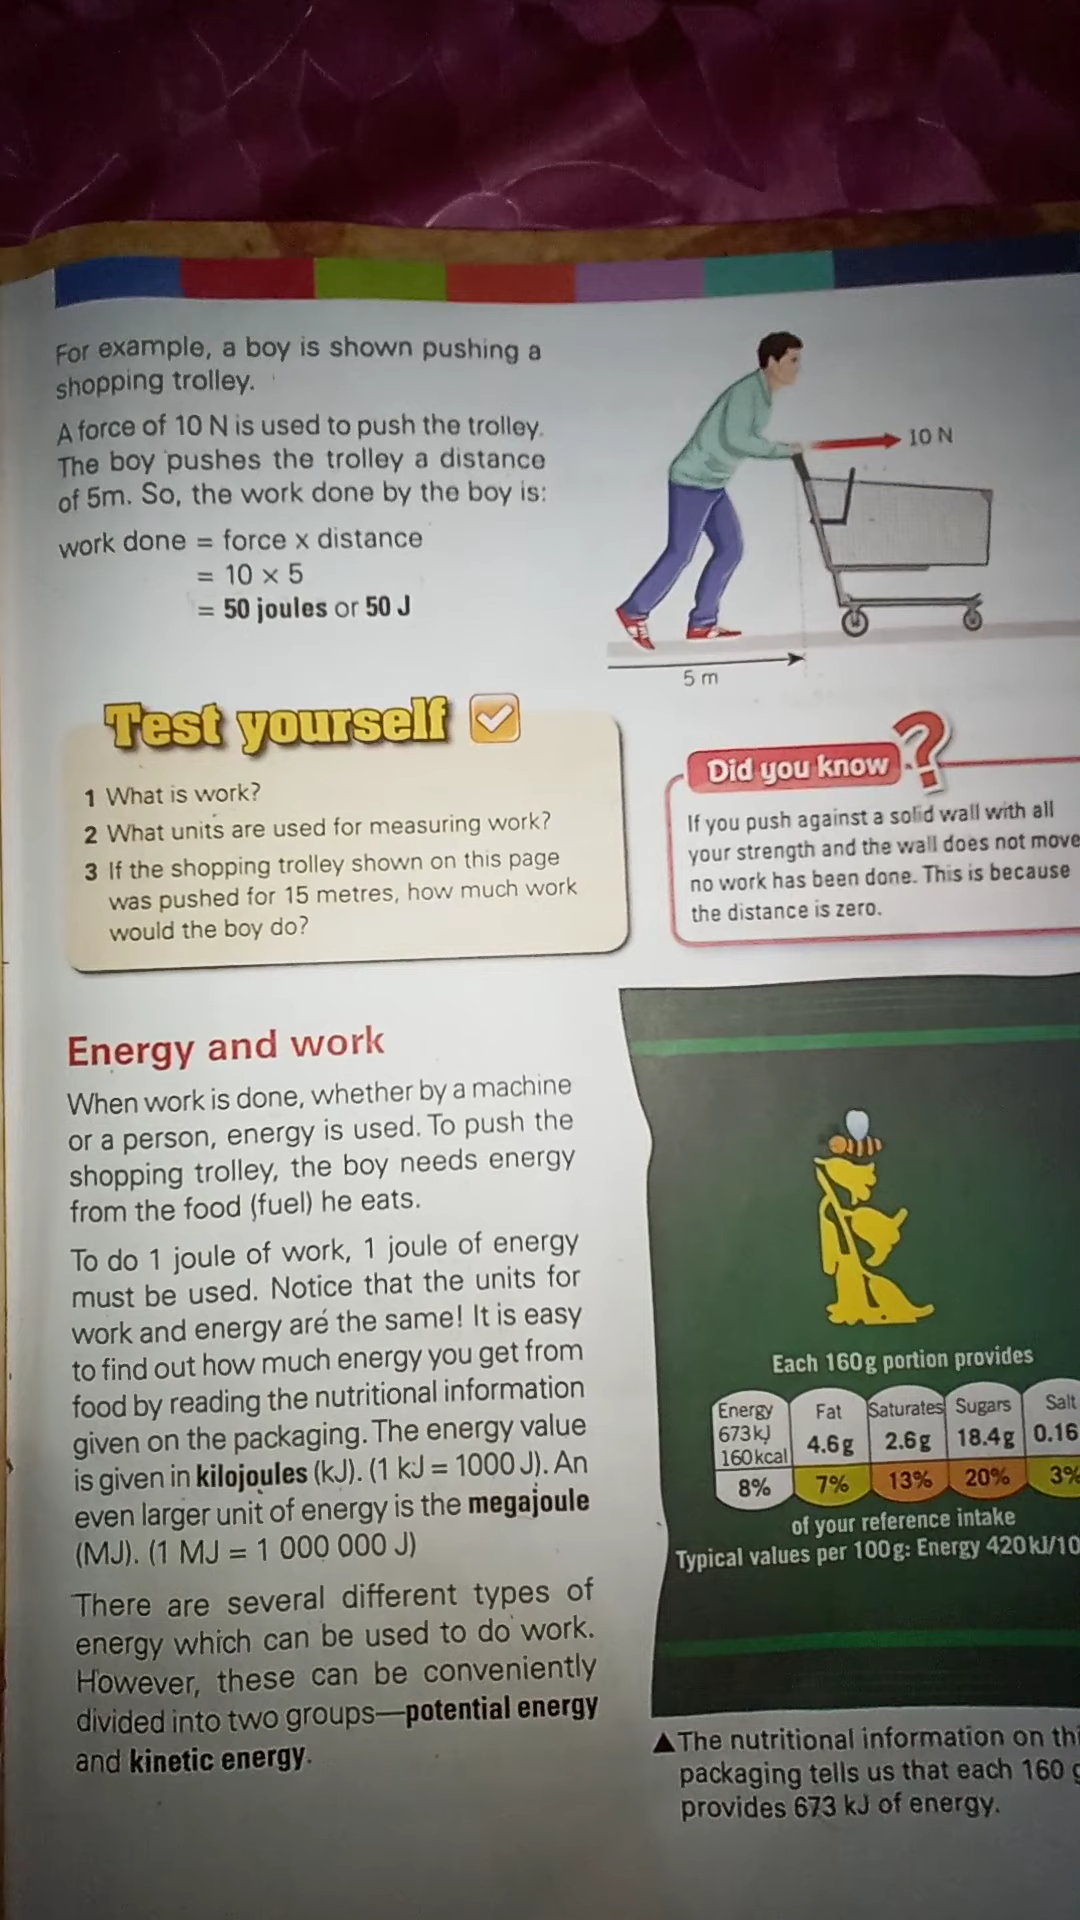 For example, a boy is shown pushing a
shopping trolley.
A force of 10 N is used to push the trolley.
The boy pushes the trolley a distance
of 5m. So, the work done by the boy is:
work done = force x distance
= 10 × 5
= 50 joules or 50 J
10 N
5 m
Test yourself
1 What is work?
2 What units are used for measuring work?
3 If the shopping trolley shown on this page
was pushed for 15 metres, how much work
would the boy do?
Did you know ?
If you push against a solid wall with all
your strength and the wall does not move
no work has been done. This is because
the distance is zero.
Energy and work
When work is done, whether by a machine
or a person, energy is used. To push the
shopping trolley, the boy needs energy
from the food (fuel) he eats.
To do 1 joule of work, 1 joule of energy
must be used. Notice that the units for
work and energy are the same! It is easy
to find out how much energy you get from
food by reading the nutritional information
given on the packaging. The energy value
is given in kilojoules (kJ). (1 kJ = 1000 J). An
even larger unit of energy is the megajoule
(MJ). (1 MJ = 1 000 000 J)
There are several different types of
energy which can be used to do work.
However, these can be conveniently
divided into two groups—potential energy
and kinetic energy.
Each 160g portion provides
Energy Fat Saturates Sugars Salt
673kJ
160kcal 4.6g 2.6g 18.4g 0.16
8% 7% 13% 20% 3%
of your reference intake
Typical values per 100g: Energy 420kJ/10
▲The nutritional information on thi
packaging tells us that each 160 g
provides 673 kJ of energy.